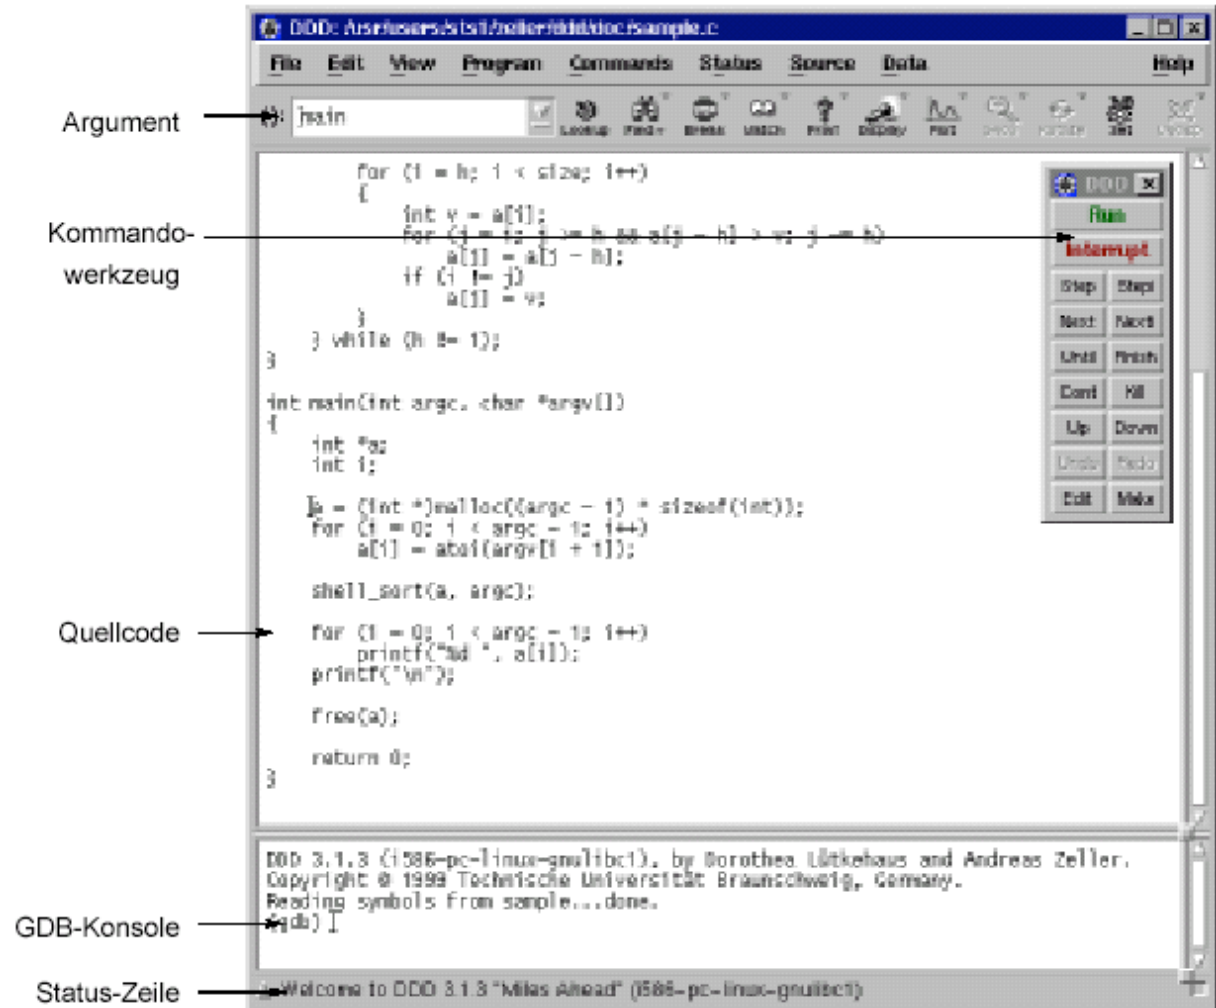 DDD: /usr/users/sts1/zeller/ddd/doc/sample.c
File Edit View Program Commands Status Source Data Help
Argument
(): main
Lookup Find» Break Watch Print Display Plot Rotate Set
for (i = h; i < size; i++)
{
int v = a[i];
for (j = i; j >= h && a[j - h] > v; j -= h)
a[j] = a[j - h];
if (i != j)
a[j] = v;
}
} while (h != 1);
}
Kommando-
werkzeug
DDD
Run
Interrupt
Step Stepi
Next Nexti
Until Finish
Cont Kill
Up Down
Undo Redo
Edit Make
int main(int argc, char *argv[])
{
int *a;
int i;
a = (int *)malloc((argc - 1) * sizeof(int));
for (i = 0; i < argc - 1; i++)
a[i] = atoi(argv[i + 1]);
shell_sort(a, argc);
Quellcode
for (i = 0; i < argc - 1; i++)
printf("%d ", a[i]);
printf("\n");
free(a);
return 0;
}
DDD 3.1.3 (i586-pc-linux-gnulibc1), by Dorothea Lütkehaus and Andreas Zeller.
Copyright © 1999 Technische Universität Braunschweig, Germany.
Reading symbols from sample...done.
GDB-Konsole
(gdb)
Status-Zeile
Welcome to DDD 3.1.3 "Miles Ahead" (i586-pc-linux-gnulibc1)